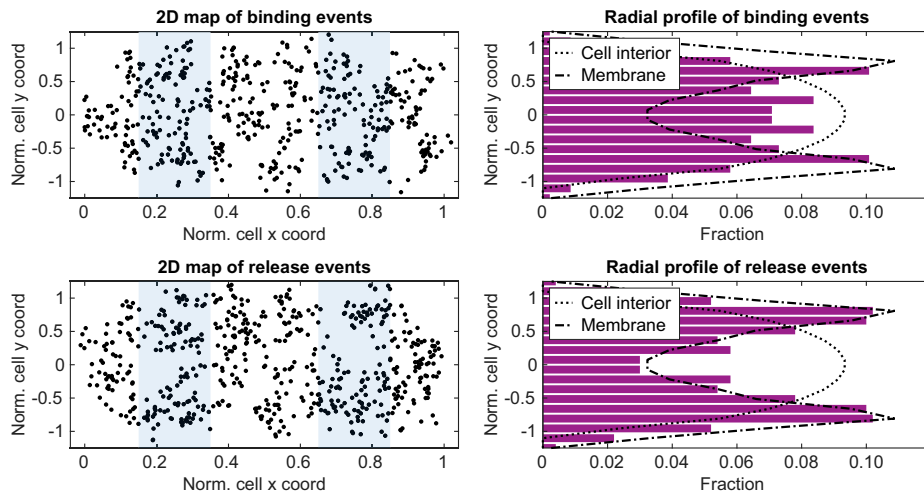 2D map of binding events
Norm. cell y coord
1
0.5
0
-0.5
-1
0 0.2 0.4 0.6 0.8 1
Norm. cell x coord
Radial profile of binding events
Cell interior
Membrane
Norm. cell y coord
1
0.5
0
-0.5
-1
0 0.02 0.04 0.06 0.08 0.10
Fraction
2D map of release events
Norm. cell y coord
1
0.5
0
-0.5
-1
0 0.2 0.4 0.6 0.8 1
Norm. cell x coord
Radial profile of release events
Cell interior
Membrane
Norm. cell y coord
1
0.5
0
-0.5
-1
0 0.02 0.04 0.06 0.08 0.10
Fraction